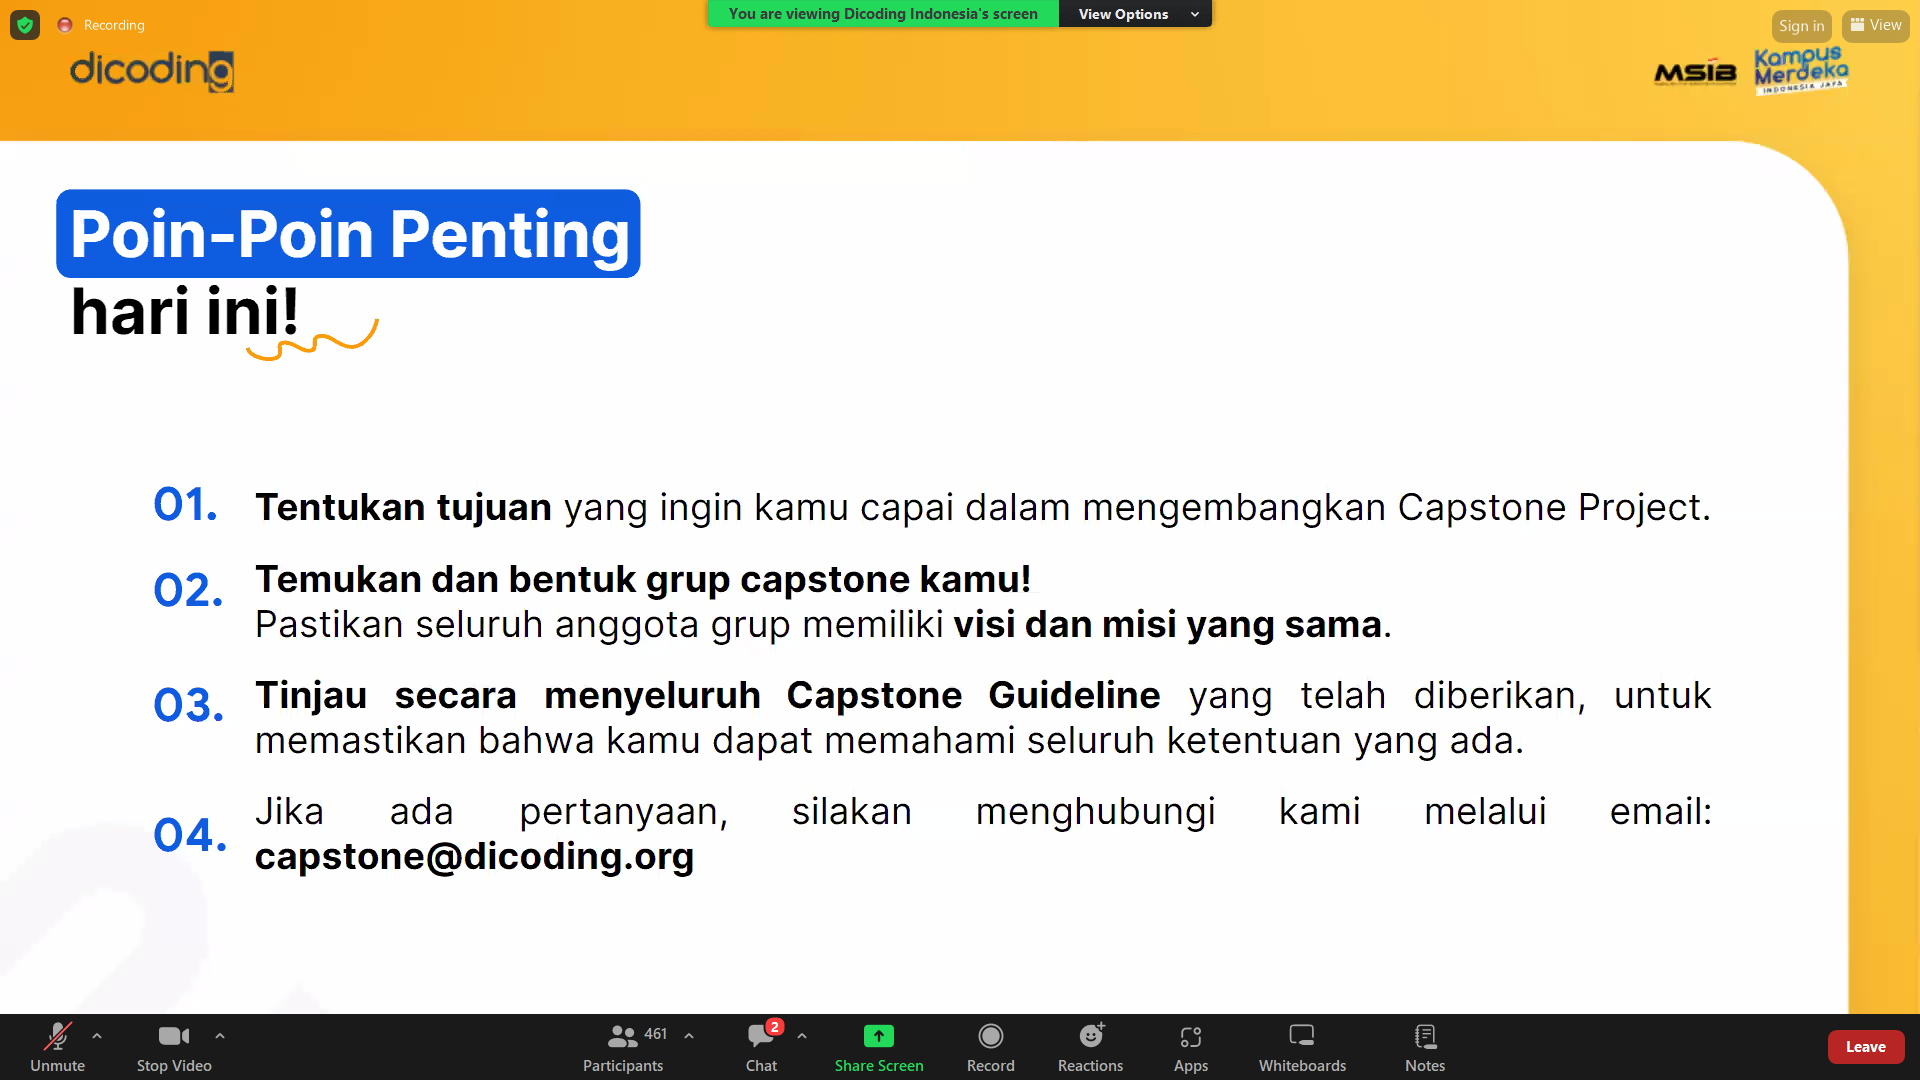 You are viewing Dicoding Indonesia's screen View Options
Recording
Sign in View
dicoding
MSIB Kampus Merdeka
INDONESIA JAYA
Poin-Poin Penting
hari ini!
01. Tentukan tujuan yang ingin kamu capai dalam mengembangkan Capstone Project.
02. Temukan dan bentuk grup capstone kamu!
Pastikan seluruh anggota grup memiliki visi dan misi yang sama.
03. Tinjau secara menyeluruh Capstone Guideline yang telah diberikan, untuk
memastikan bahwa kamu dapat memahami seluruh ketentuan yang ada.
04. Jika ada pertanyaan, silakan menghubungi kami melalui email:
capstone@dicoding.org
461
2
Unmute Stop Video Participants Chat Share Screen Record Reactions Apps Whiteboards Notes Leave